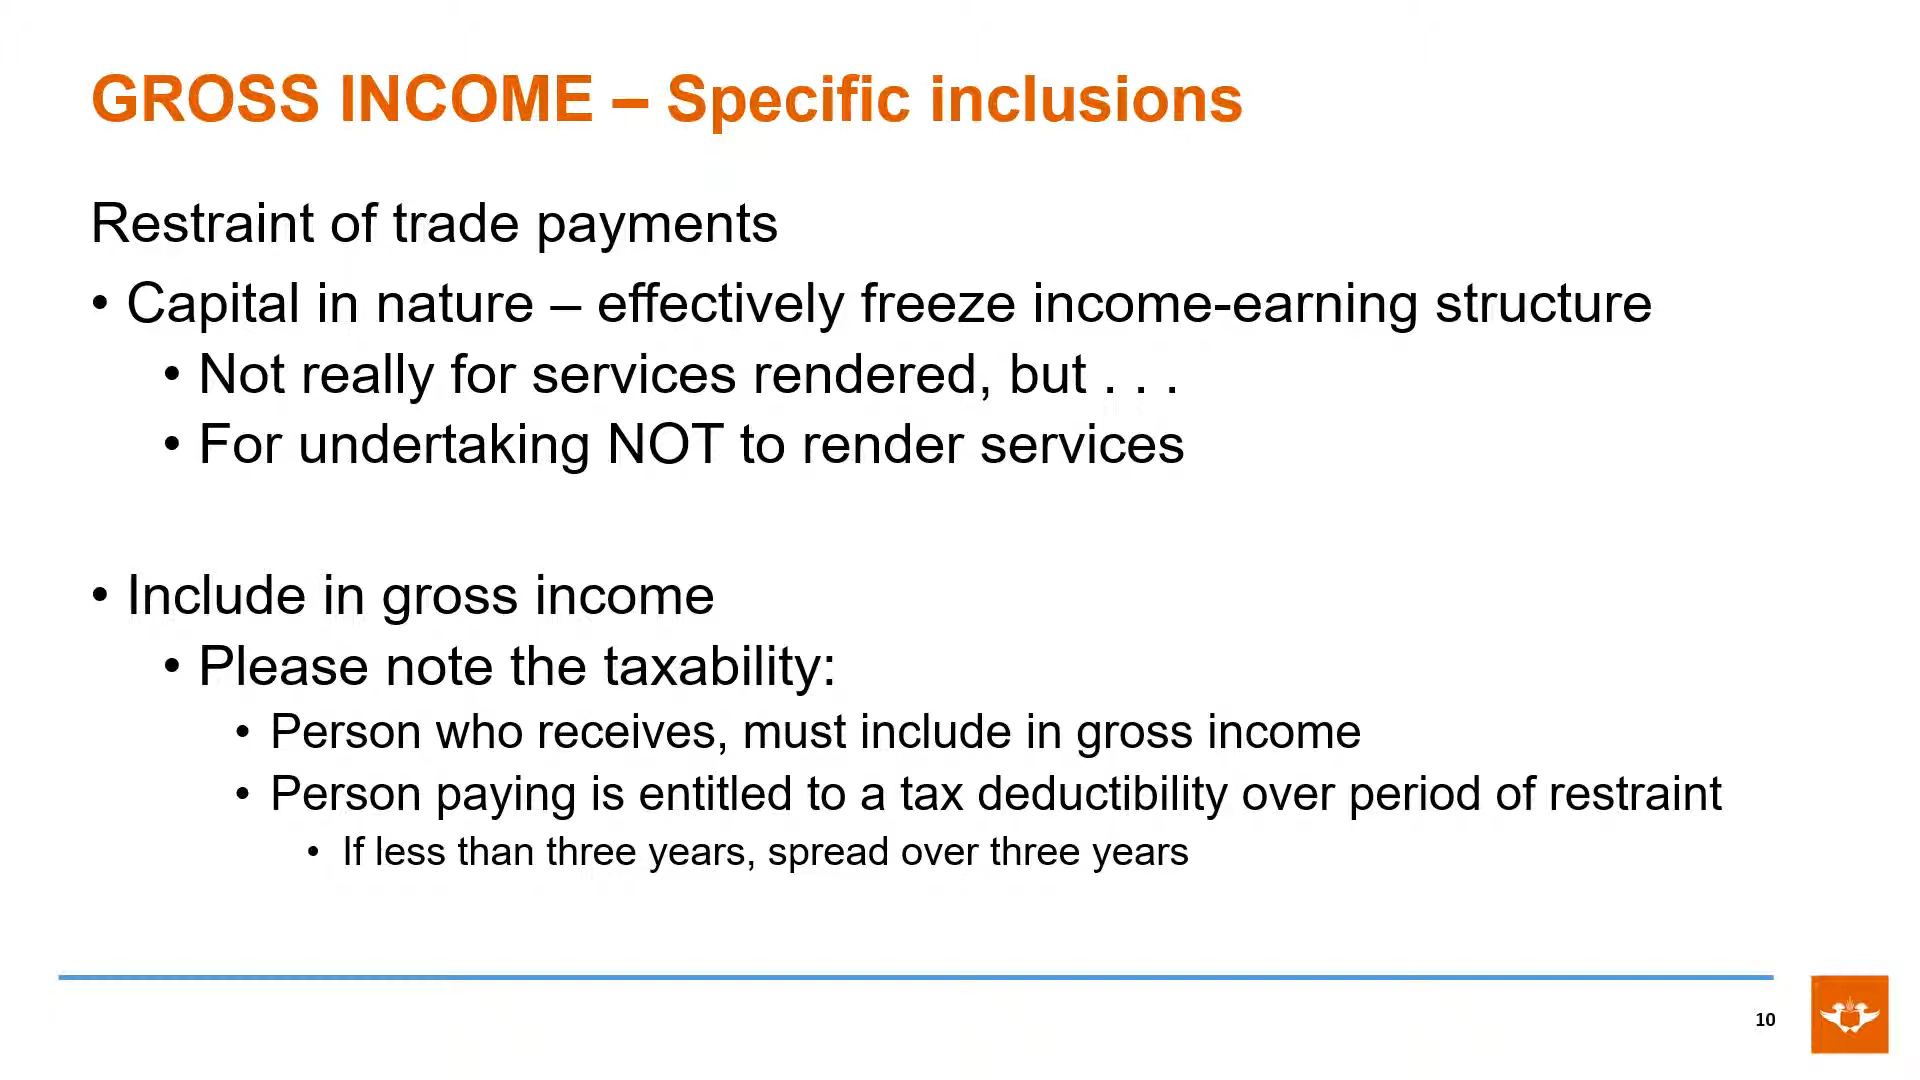 GROSS INCOME – Specific inclusions
Restraint of trade payments
• Capital in nature – effectively freeze income-earning structure
• Not really for services rendered, but . . .
• For undertaking NOT to render services
• Include in gross income
• Please note the taxability:
• Person who receives, must include in gross income
• Person paying is entitled to a tax deductibility over period of restraint
• If less than three years, spread over three years
10